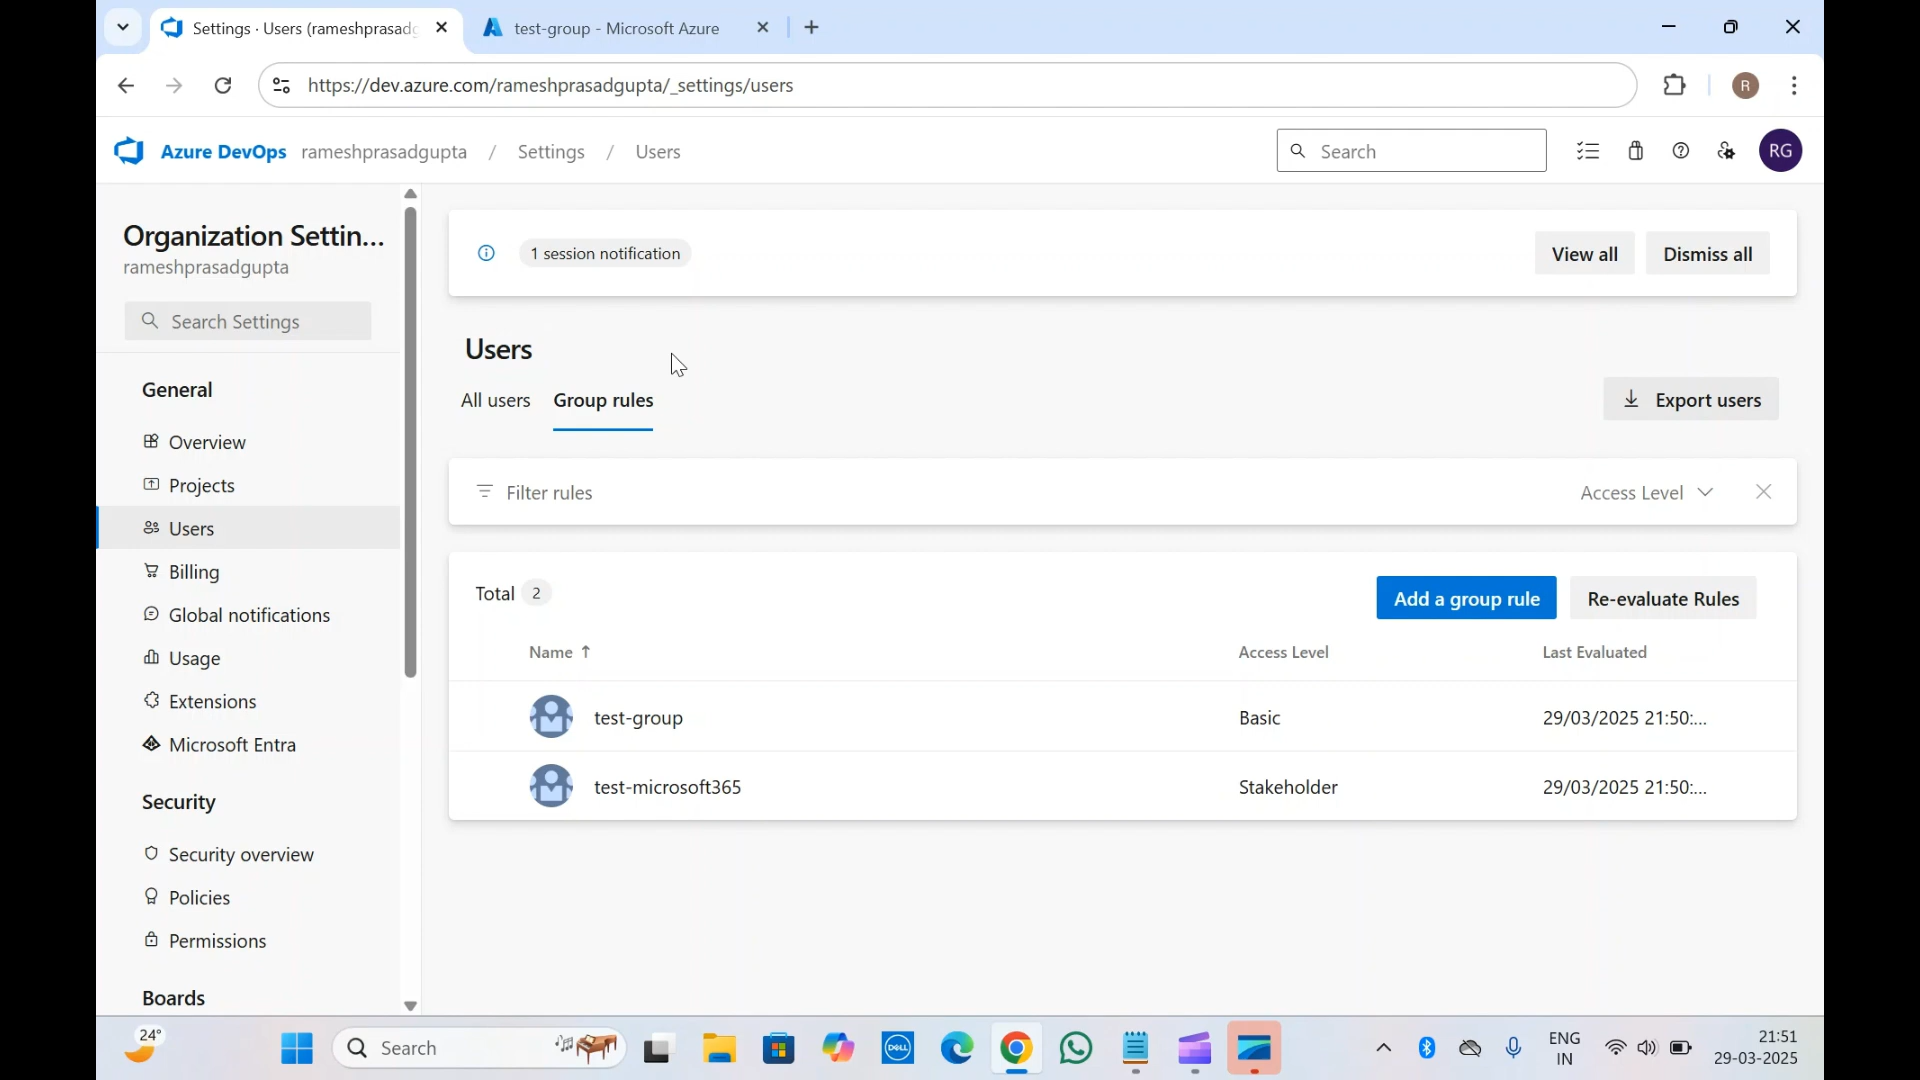 Settings · Users (rameshprasadg
test-group - Microsoft Azure
https://dev.azure.com/rameshprasadgupta/_settings/users
R
Azure DevOps rameshprasadgupta / Settings / Users
Search
RG
Organization Settin...
rameshprasadgupta
Search Settings
General
Overview
Projects
Users
Billing
Global notifications
Usage
Extensions
Microsoft Entra
Security
Security overview
Policies
Permissions
Boards
1 session notification
View all
Dismiss all
Users
All users
Group rules
Export users
Filter rules
Access Level
Total 2
Add a group rule
Re-evaluate Rules
Name ↑ Access Level Last Evaluated
test-group Basic 29/03/2025 21:50:...
test-microsoft365 Stakeholder 29/03/2025 21:50:...
24°
Search
DELL
ENG
IN
21:51
29-03-2025